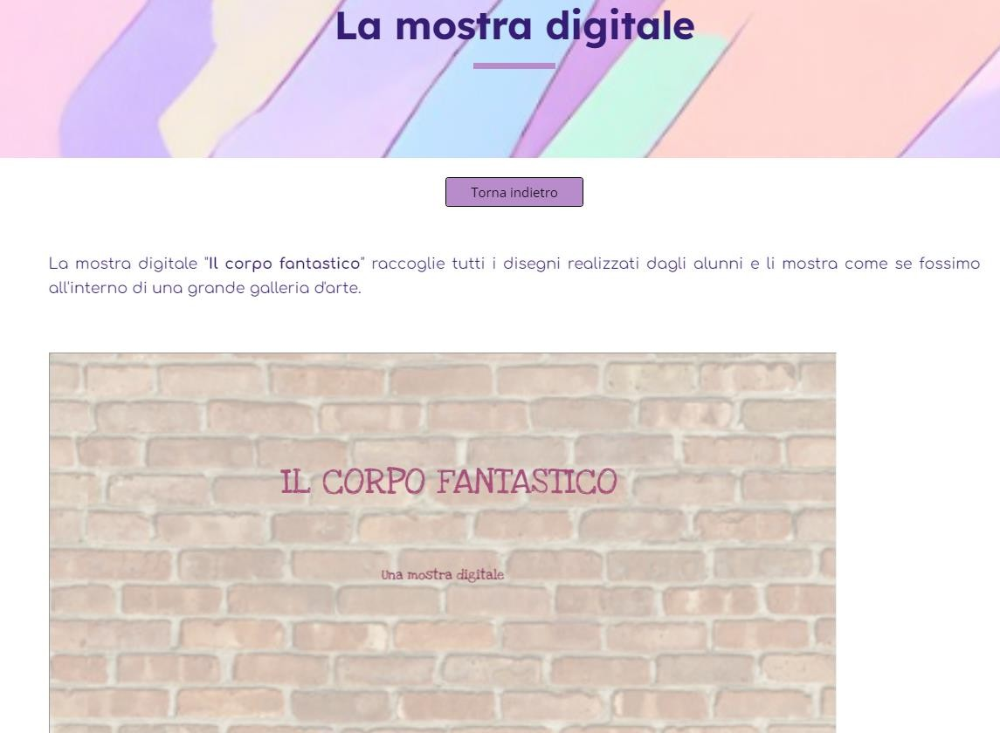 La mostra digitale
Torna indietro
La mostra digitale "Il corpo fantastico" raccoglie tutti i disegni realizzati dagli alunni e li mostra come se fossimo
all'interno di una grande galleria d'arte.
IL CORPO FANTASTICO
Una mostra digitale